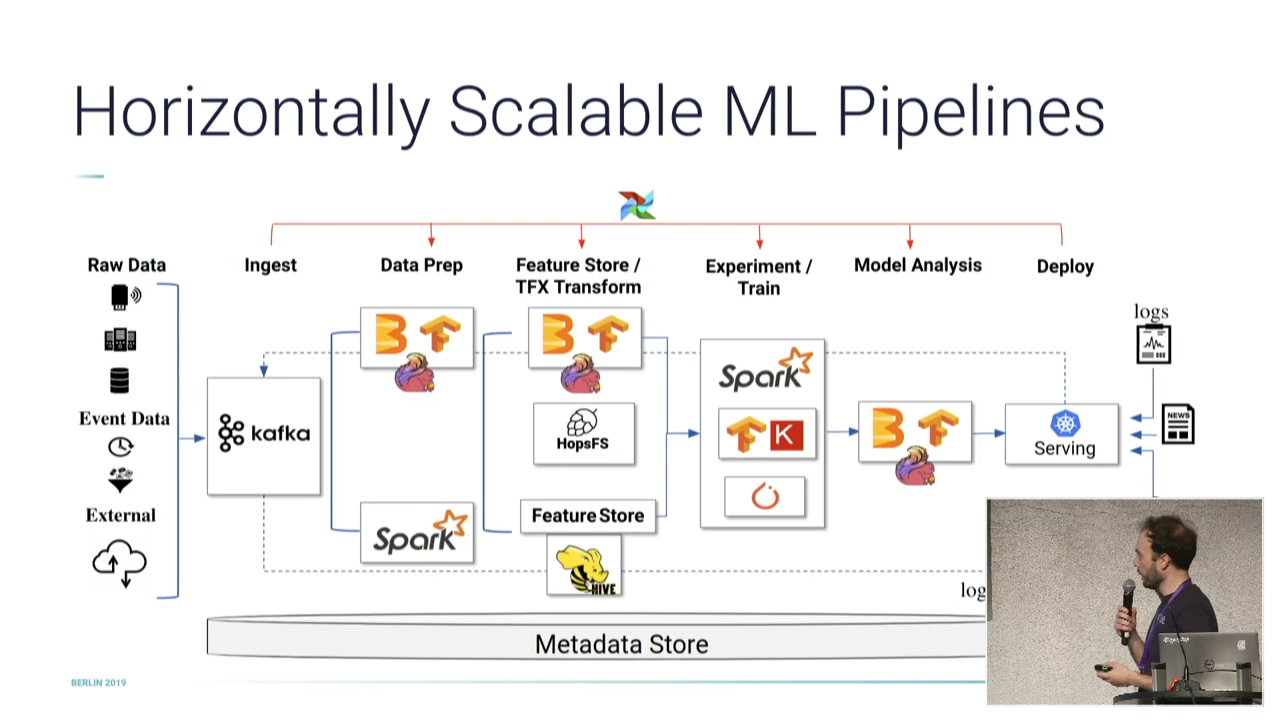 Horizontally Scalable ML Pipelines
Raw Data
Ingest
Data Prep
Feature Store /
TFX Transform
Experiment /
Train
Model Analysis
Deploy
logs
NEWS
Event Data
kafka
HopsFS
Spark
K
Serving
External
Spark
Feature Store
HIVE
log
Metadata Store
BERLIN 2019